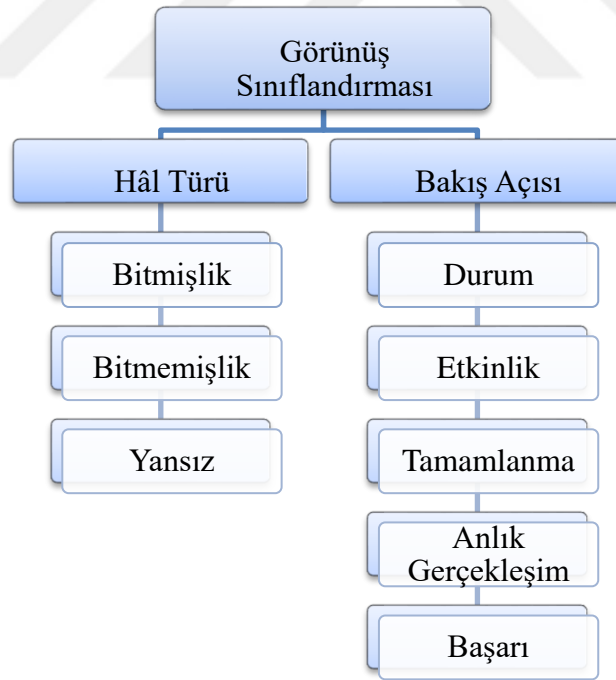 Görünüş
Sınıflandırması
Hâl Türü
Bitmişlik
Bitmemişlik
Yansız
Bakış Açısı
Durum
Etkinlik
Tamamlanma
Anlık
Gerçekleşim
Başarı